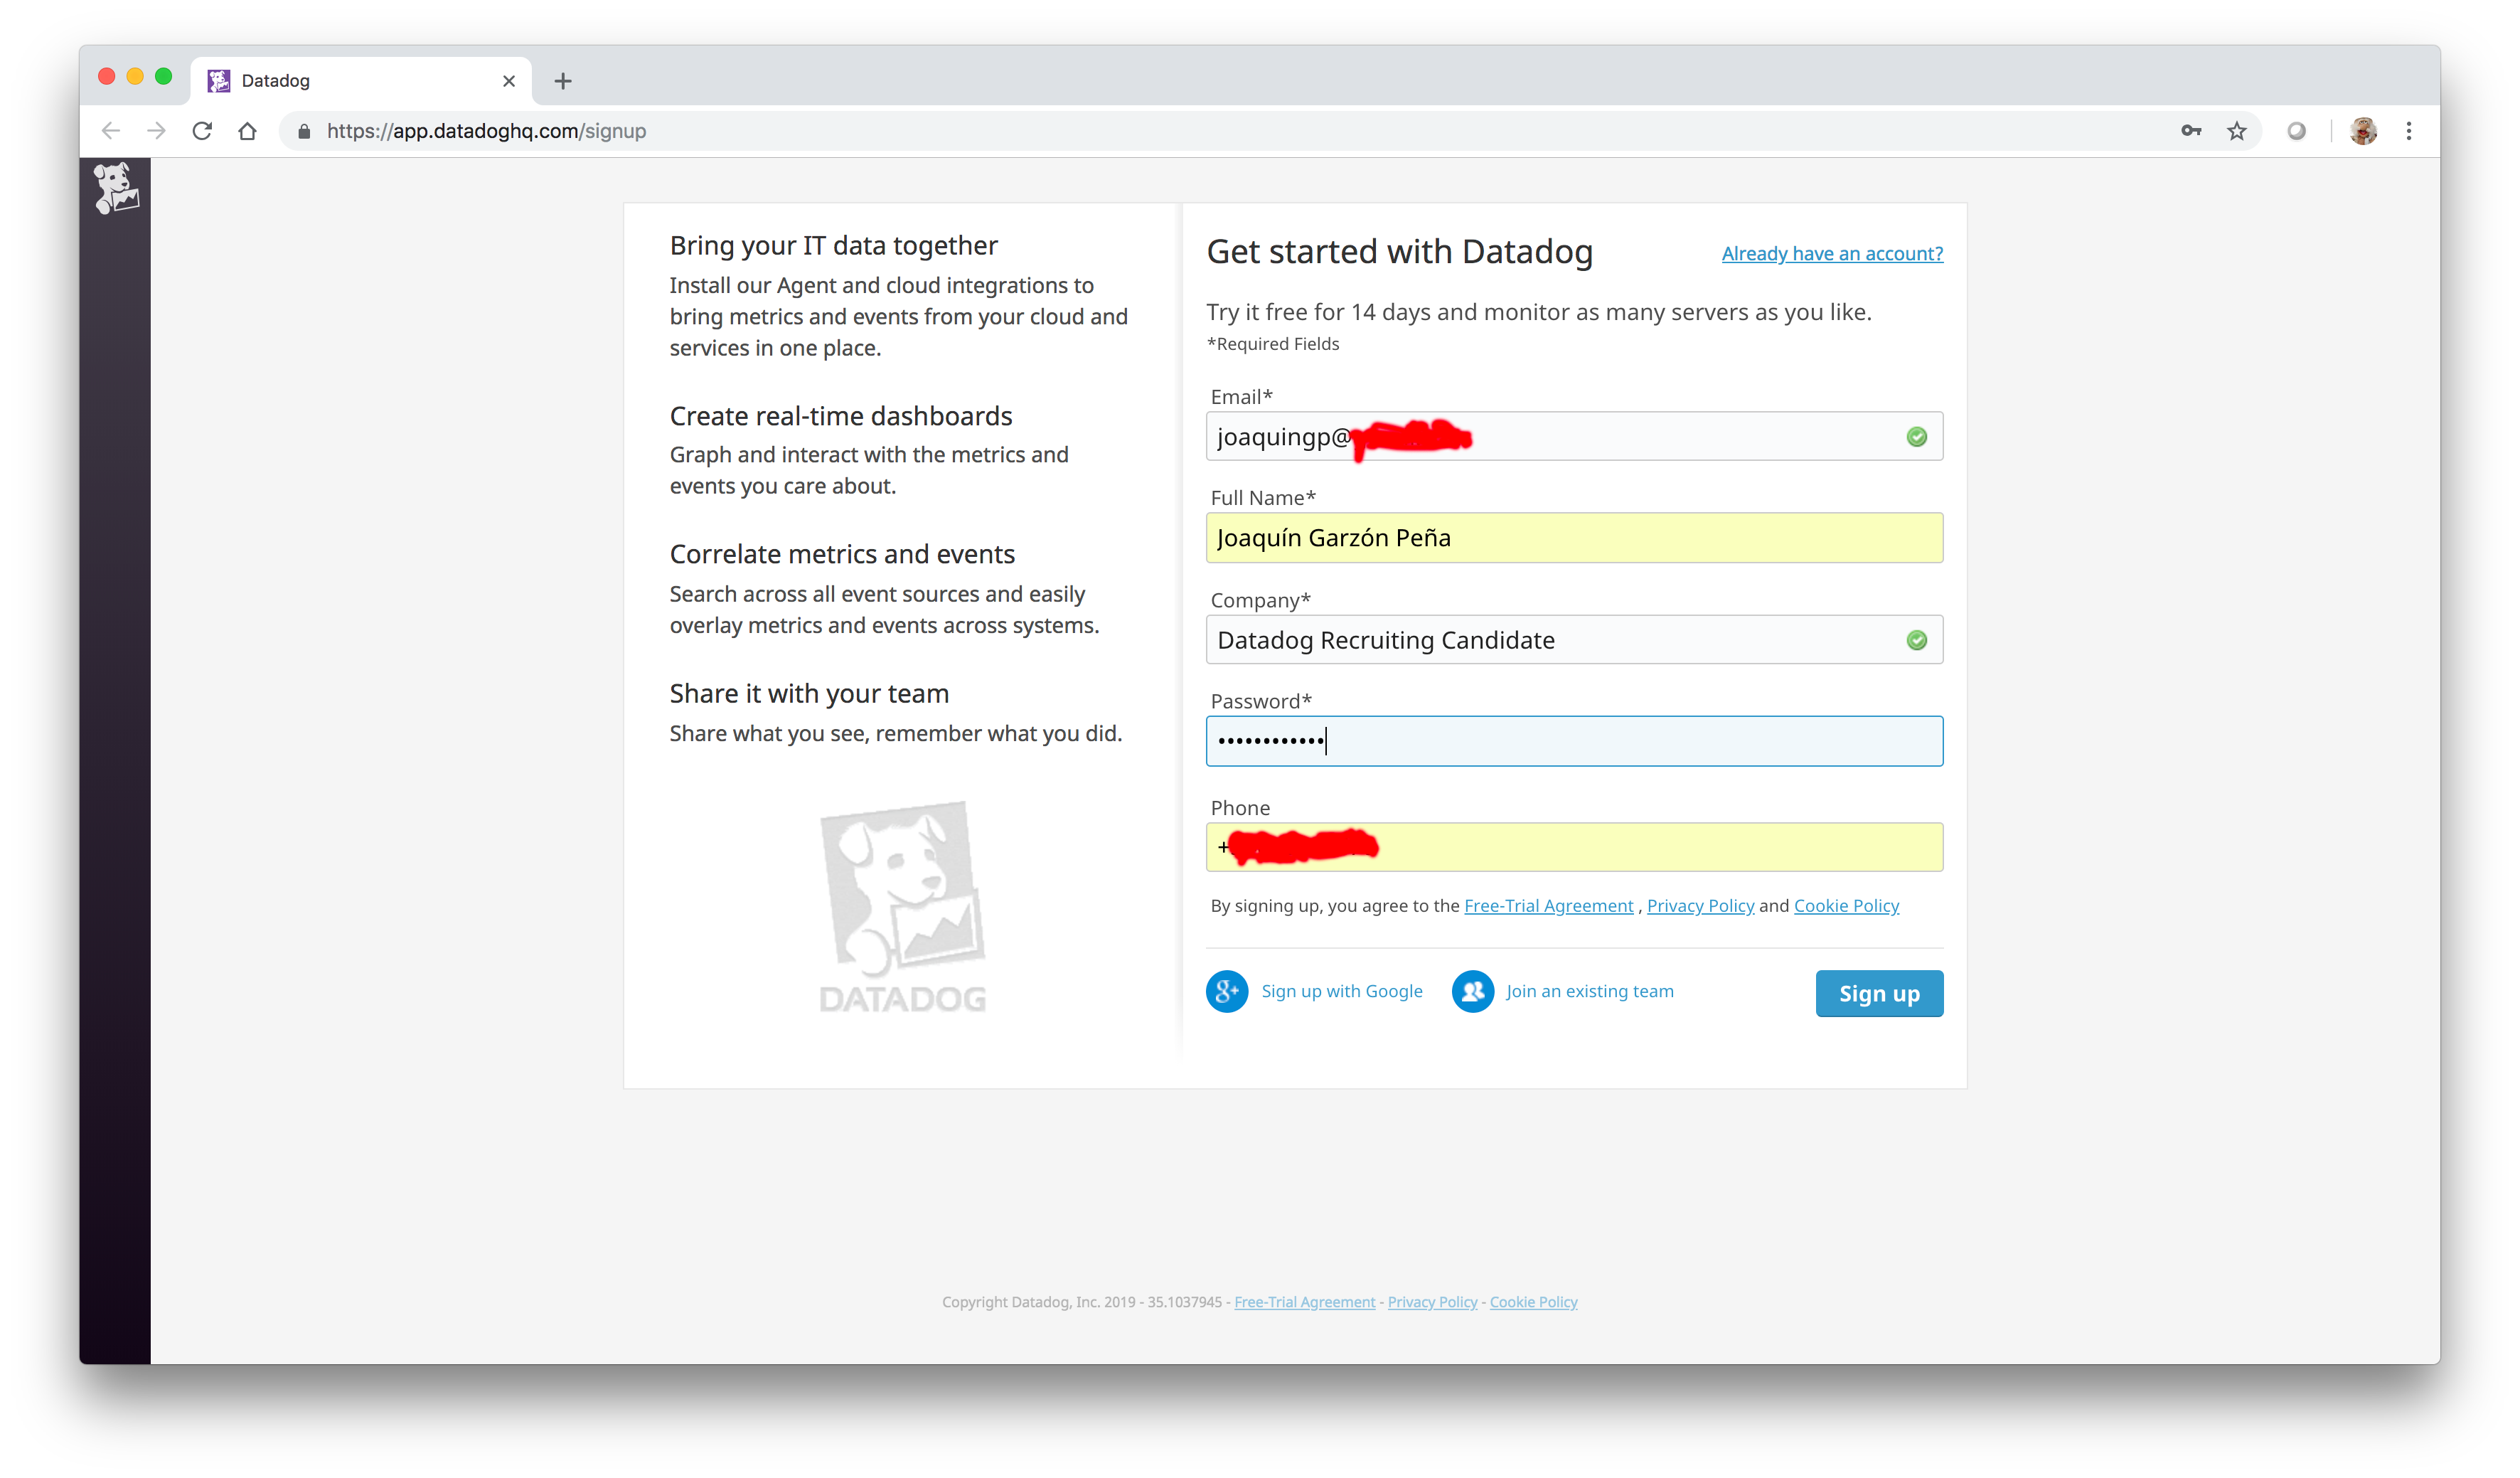 Datadog
https://app.datadoghq.com/signup
Bring your IT data together
Install our Agent and cloud integrations to
bring metrics and events from your cloud and
services in one place.
Create real-time dashboards
Graph and interact with the metrics and
events you care about.
Correlate metrics and events
Search across all event sources and easily
overlay metrics and events across systems.
Share it with your team
Share what you see, remember what you did.
DATADOG
Get started with Datadog
Already have an account?
Try it free for 14 days and monitor as many servers as you like.
*Required Fields
Email*
joaquingp@
Full Name*
Joaquín Garzón Peña
Company*
Datadog Recruiting Candidate
Password*
••••••••••••
Phone
+
By signing up, you agree to the Free-Trial Agreement , Privacy Policy and Cookie Policy
g+ Sign up with Google
Join an existing team
Sign up
Copyright Datadog, Inc. 2019 - 35.1037945 - Free-Trial Agreement - Privacy Policy - Cookie Policy